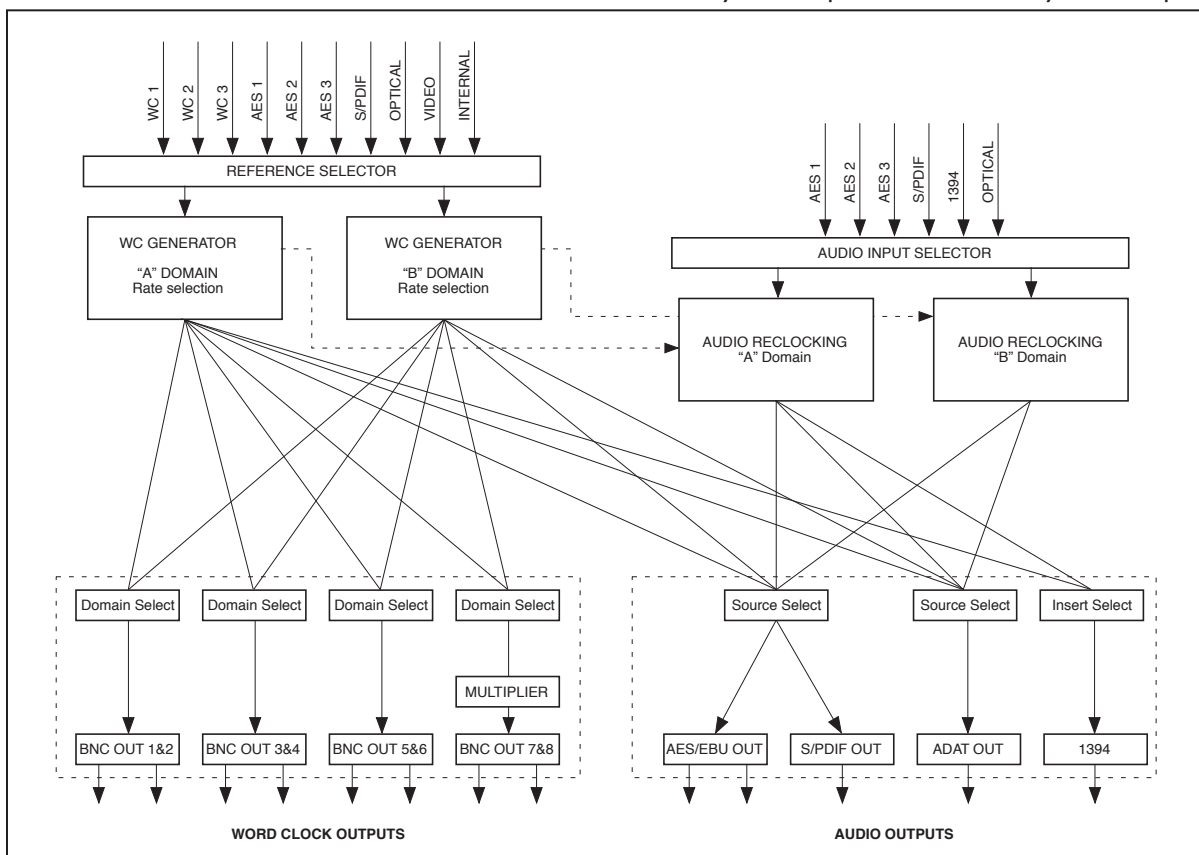 WC 1
WC 2
WC 3
AES 1
AES 2
AES 3
S/PDIF
OPTICAL
VIDEO
INTERNAL
REFERENCE SELECTOR
WC GENERATOR
“A” DOMAIN
Rate selection
WC GENERATOR
“B” DOMAIN
Rate selection
AES 1
AES 2
AES 3
S/PDIF
1394
OPTICAL
AUDIO INPUT SELECTOR
AUDIO RECLOCKING
“A” Domain
AUDIO RECLOCKING
“B” Domain
Domain Select
Domain Select
Domain Select
Domain Select
MULTIPLIER
BNC OUT 1&2
BNC OUT 3&4
BNC OUT 5&6
BNC OUT 7&8
WORD CLOCK OUTPUTS
Source Select
Source Select
Insert Select
AES/EBU OUT
S/PDIF OUT
ADAT OUT
1394
AUDIO OUTPUTS